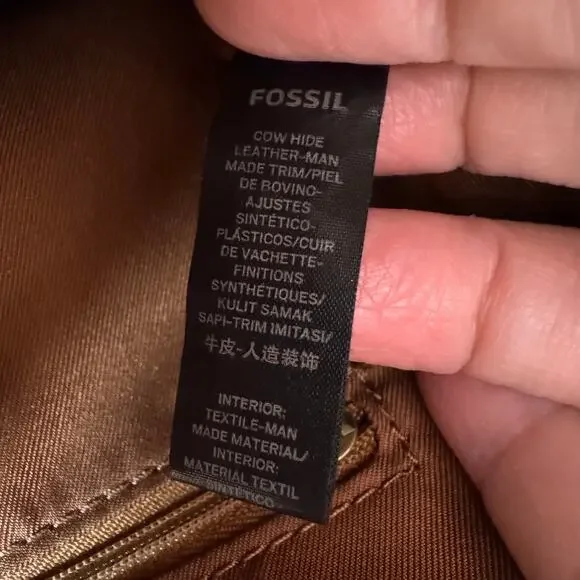 FOSSIL
COW HIDE
LEATHER-MAN
MADE TRIM/PIEL
DE BOVINO-
AJUSTES
SINTÉTICO-
PLÁSTICOS/CUIR
DE VACHETTE-
FINITIONS
SYNTHÉTIQUES/
KULIT SAMAK
SAPI-TRIM IMITASI/
牛皮-人造装饰
INTERIOR:
TEXTILE-MAN
MADE MATERIAL/
INTERIOR:
MATERIAL TEXTIL
SINTÉTICO-